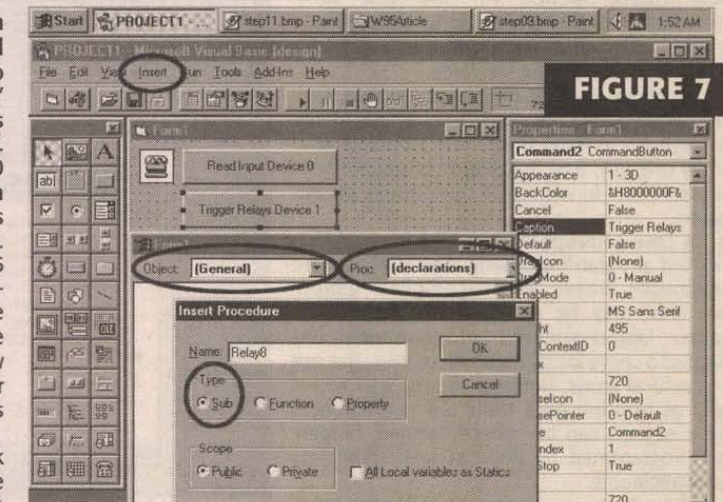 Start PROJECT1 - ... step11.bmp - Paint W95Article step03.bmp - Paint 1:52 AM
PROJECT1 - Microsoft Visual Basic [design]
File Edit View Insert Run Tools Add-Ins Help
FIGURE 7
Form1
Properties - Form1
Command2 CommandButton
Read Input Device 0
Trigger Relays Device 1
Appearance 1 - 3D
BackColor &H8000000F&
Cancel False
Caption Trigger Relays
Default False
DragIcon (None)
DragMode 0 - Manual
Enabled True
MS Sans Serif
495
ContextID 0
720
(None)
0 - Default
Command2
1
True
720
Form1
Object: (General) Proc: (declarations)
Insert Procedure
Name: Relay8 OK
Type Cancel
Sub Function Property
Scope
Public Private All Local variables as Statics